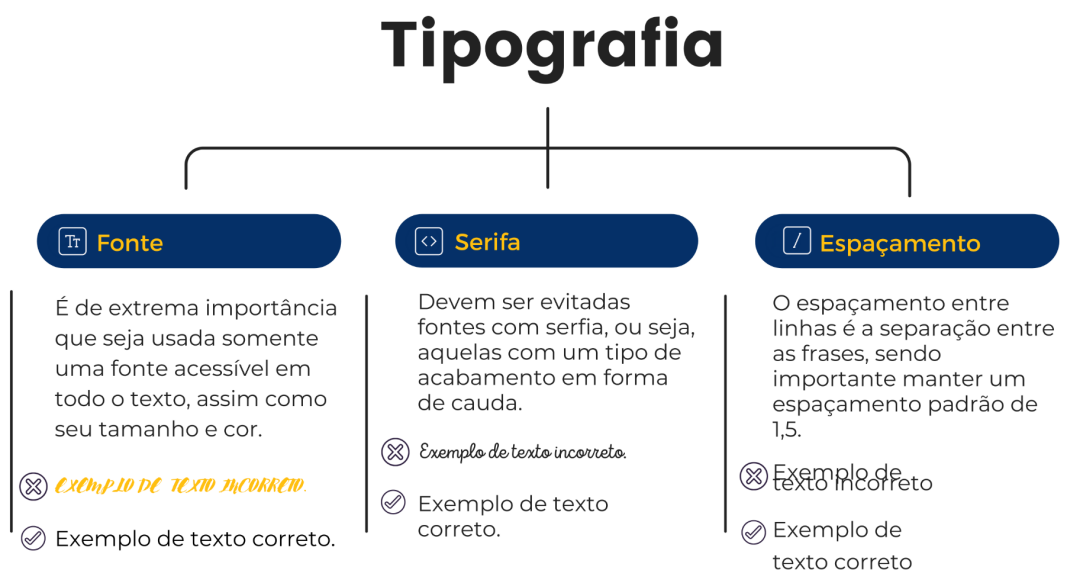 Tipografia
Tr Fonte
É de extrema importância
que seja usada somente
uma fonte acessível em
todo o texto, assim como
seu tamanho e cor.
EXEMPLO DE TEXTO INCORRETO.
Exemplo de texto correto.
<> Serifa
Devem ser evitadas
fontes com serfia, ou seja,
aquelas com um tipo de
acabamento em forma
de cauda.
Exemplo de texto incorreto.
Exemplo de texto
correto.
/ Espaçamento
O espaçamento entre
linhas é a separação entre
as frases, sendo
importante manter um
espaçamento padrão de
1,5.
Exemplo de
texto incorreto
Exemplo de
texto correto